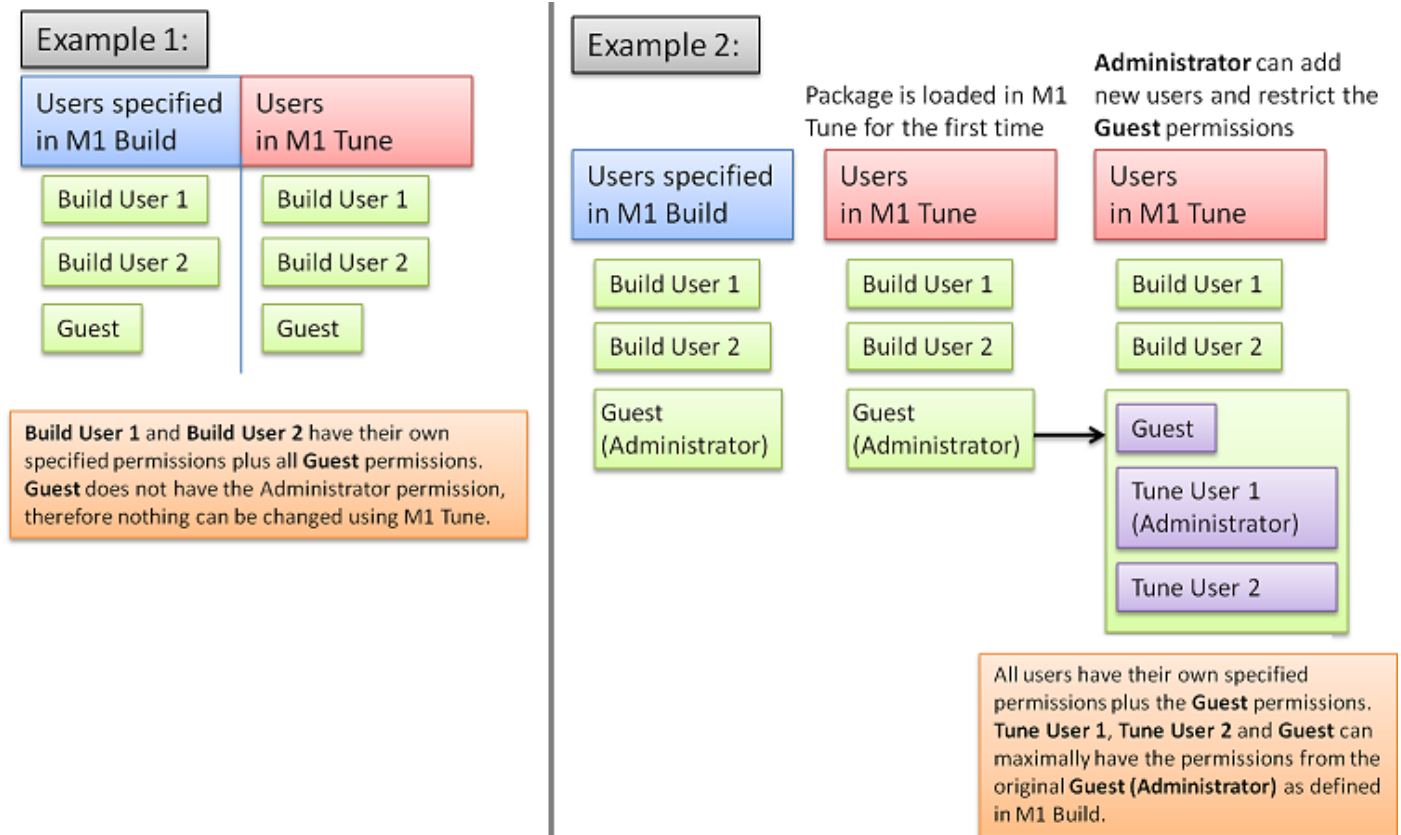 Example 1:
Users specified
in M1 Build
Users
in M1 Tune
Build User 1
Build User 1
Build User 2
Build User 2
Guest
Guest
Build User 1 and Build User 2 have their own
specified permissions plus all Guest permissions.
Guest does not have the Administrator permission,
therefore nothing can be changed using M1 Tune.
Example 2:
Package is loaded in M1
Tune for the first time
Administrator can add
new users and restrict the
Guest permissions
Users specified
in M1 Build
Users
in M1 Tune
Users
in M1 Tune
Build User 1
Build User 1
Build User 1
Build User 2
Build User 2
Build User 2
Guest
(Administrator)
Guest
(Administrator)
Guest
Tune User 1
(Administrator)
Tune User 2
All users have their own specified
permissions plus the Guest permissions.
Tune User 1, Tune User 2 and Guest can
maximally have the permissions from the
original Guest (Administrator) as defined
in M1 Build.